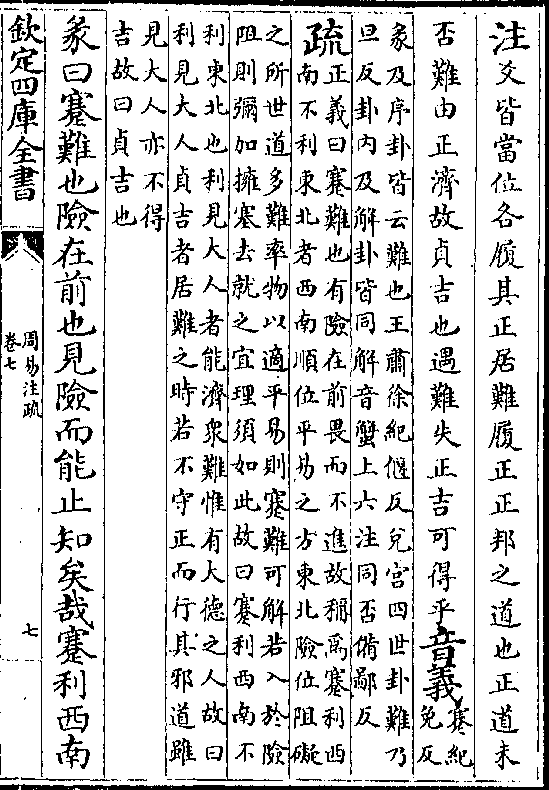 注爻皆當位各履其正居難履正正邦之道也正道未
否難由正濟故貞吉也遇難失正吉可得乎音義蹇紀
免反
彖及序卦皆云難也王肅徐紀偃反兌宮四世卦難乃
旦反卦内及解卦皆同解音蟹上六注同否備鄙反
疏正義曰蹇難也有險在前畏而不進故稱爲蹇利西
南不利東北者西南順位平易之方東北險位阻礙
之所世道多難率物以適平易則蹇難可解若入於險
阻則彌加擁塞去就之宜理須如此故曰蹇利西南不
利東北也利見大人者能濟衆難惟有大德之人故曰
利見大人貞吉者居難之時若不守正而行其邪道雖
見大人亦不得
吉故曰貞吉也
彖曰蹇難也險在前也見險而能止知矣哉蹇利西南
欽定四庫全書
周易注疏
卷七
七